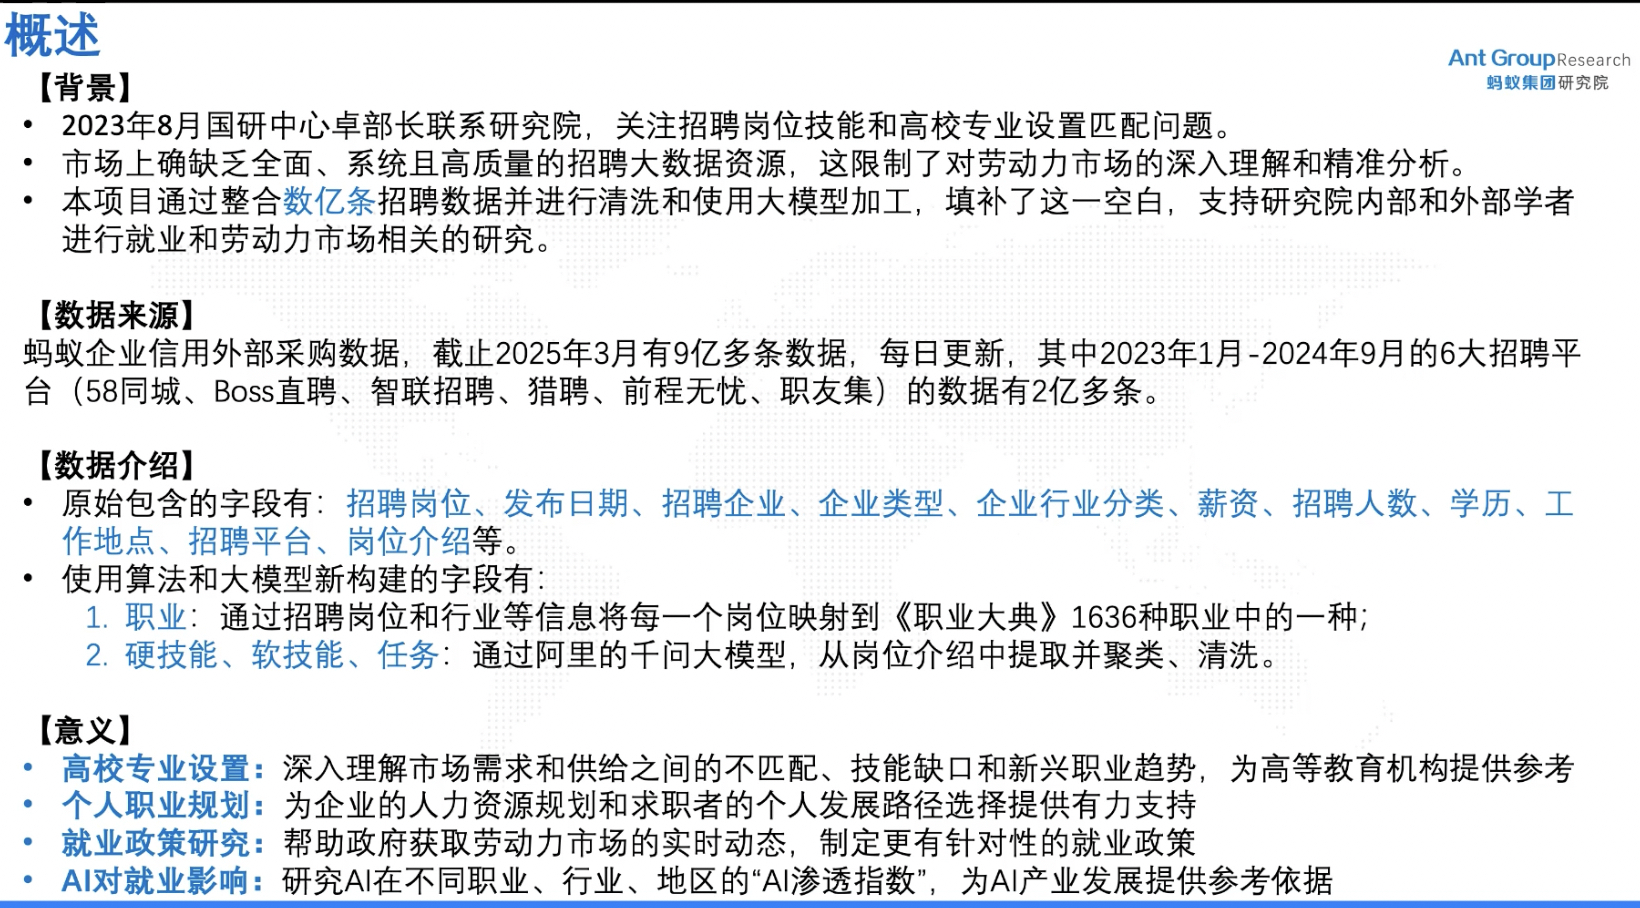 概述
Ant Group Research
蚂蚁集团研究院
【背景】
• 2023年8月国研中心卓部长联系研究院，关注招聘岗位技能和高校专业设置匹配问题。
• 市场上确缺乏全面、系统且高质量的招聘大数据资源，这限制了对劳动力市场的深入理解和精准分析。
• 本项目通过整合数亿条招聘数据并进行清洗和使用大模型加工，填补了这一空白，支持研究院内部和外部学者
进行就业和劳动力市场相关的研究。
【数据来源】
蚂蚁企业信用外部采购数据，截止2025年3月有9亿多条数据，每日更新，其中2023年1月-2024年9月的6大招聘平
台（58同城、Boss直聘、智联招聘、猎聘、前程无忧、职友集）的数据有2亿多条。
【数据介绍】
• 原始包含的字段有：招聘岗位、发布日期、招聘企业、企业类型、企业行业分类、薪资、招聘人数、学历、工
作地点、招聘平台、岗位介绍等。
• 使用算法和大模型新构建的字段有：
1. 职业：通过招聘岗位和行业等信息将每一个岗位映射到《职业大典》1636种职业中的一种；
2. 硬技能、软技能、任务：通过阿里的千问大模型，从岗位介绍中提取并聚类、清洗。
【意义】
• 高校专业设置：深入理解市场需求和供给之间的不匹配、技能缺口和新兴职业趋势，为高等教育机构提供参考
• 个人职业规划：为企业的人力资源规划和求职者的个人发展路径选择提供有力支持
• 就业政策研究：帮助政府获取劳动力市场的实时动态，制定更有针对性的就业政策
• AI对就业影响：研究AI在不同职业、行业、地区的“AI渗透指数”，为AI产业发展提供参考依据